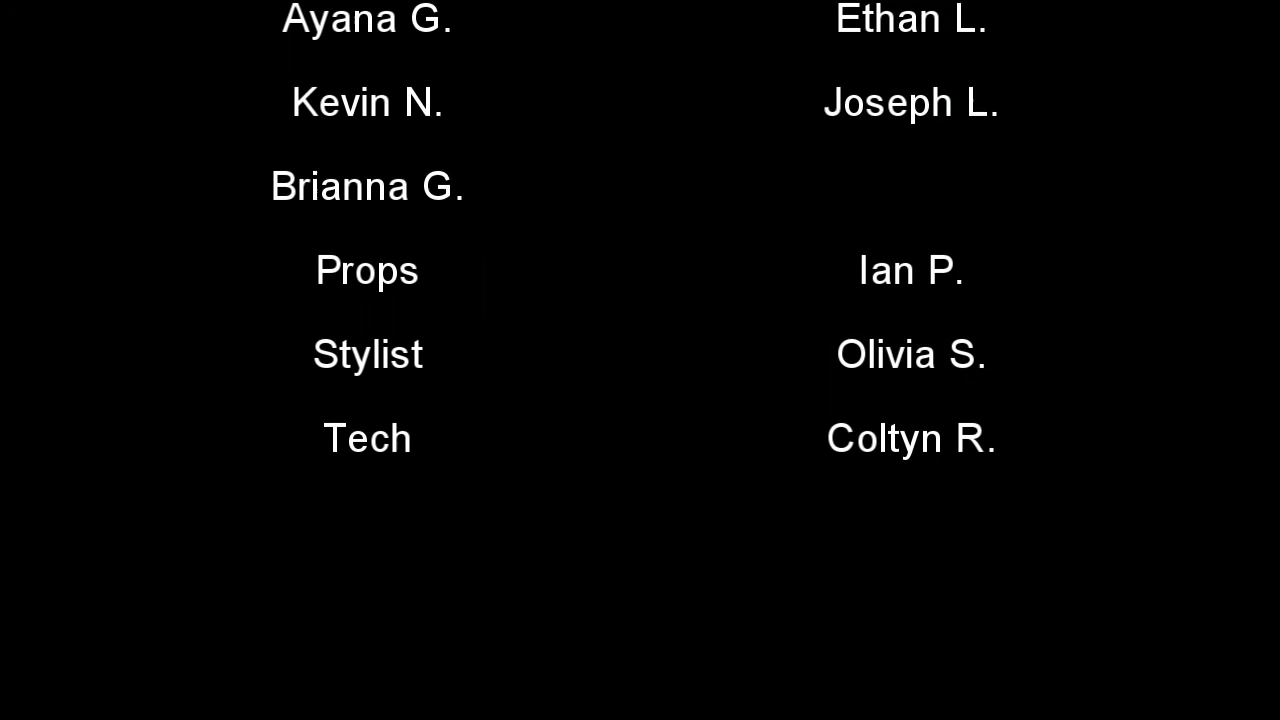 Ayana G. Ethan L.
Kevin N. Joseph L.
Brianna G.
Props Ian P.
Stylist Olivia S.
Tech Coltyn R.